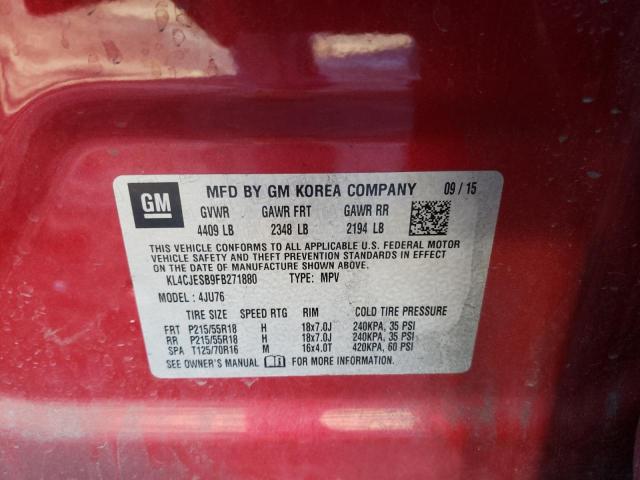 GM MFD BY GM KOREA COMPANY 09/15
GVWR GAWR FRT GAWR RR
4409 LB 2348 LB 2194 LB
THIS VEHICLE CONFORMS TO ALL APPLICABLE U.S. FEDERAL MOTOR
VEHICLE SAFETY AND THEFT PREVENTION STANDARDS IN EFFECT
ON THE DATE OF MANUFACTURE SHOWN ABOVE.
KL4CJESB9FB271880 TYPE: MPV
MODEL: 4JU76
TIRE SIZE SPEED RTG RIM COLD TIRE PRESSURE
FRT P215/55R18 H 18x7.0J 240KPA, 35 PSI
RR P215/55R18 H 18x7.0J 240KPA, 35 PSI
SPA T125/70R16 M 16x4.0T 420KPA, 60 PSI
SEE OWNER'S MANUAL FOR MORE INFORMATION.